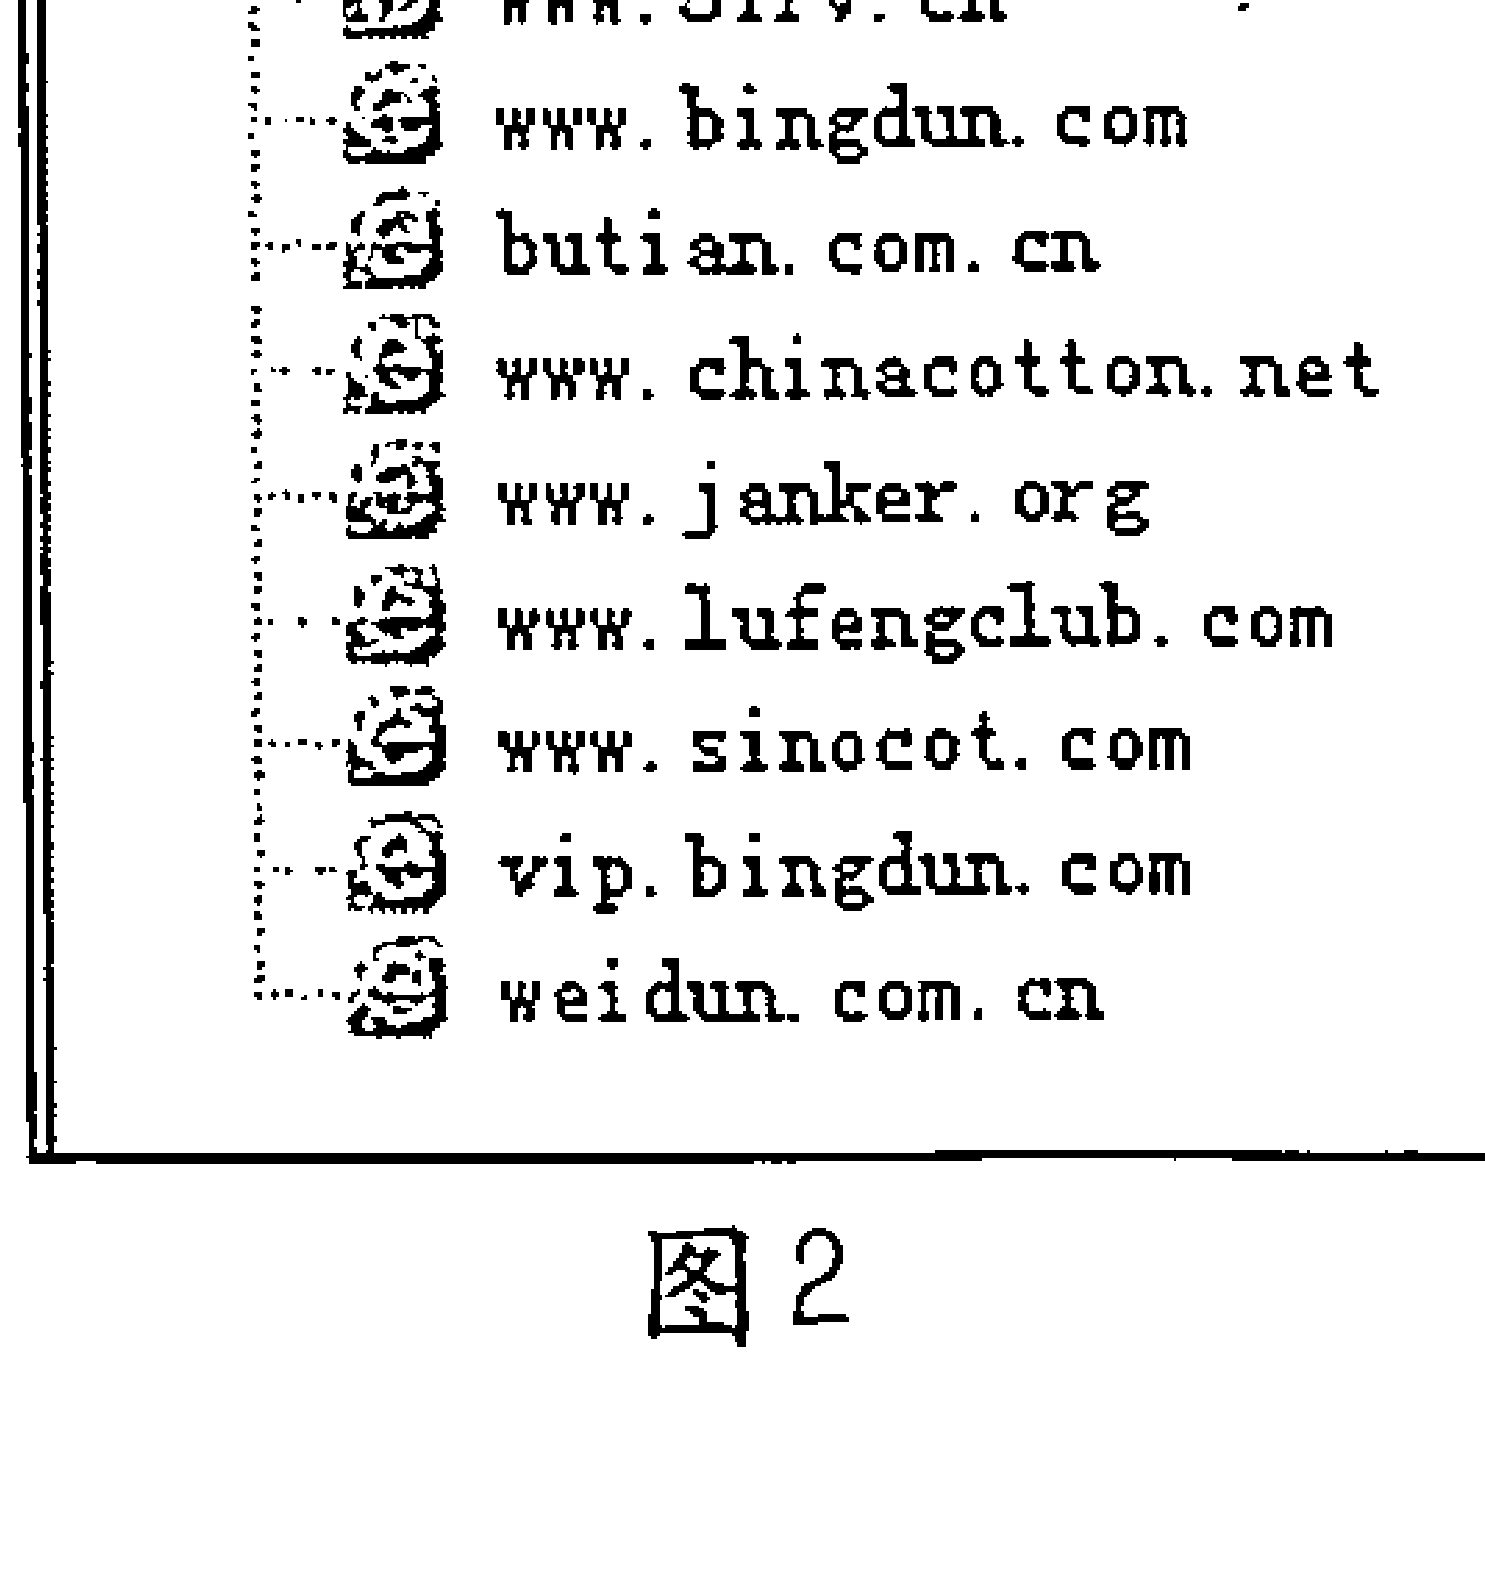 www.bingdun.com
butian.com.cn
www.chinacotton.net
www.janker.org
www.lufengclub.com
www.sinocot.com
vip.bingdun.com
weidun.com.cn
图2